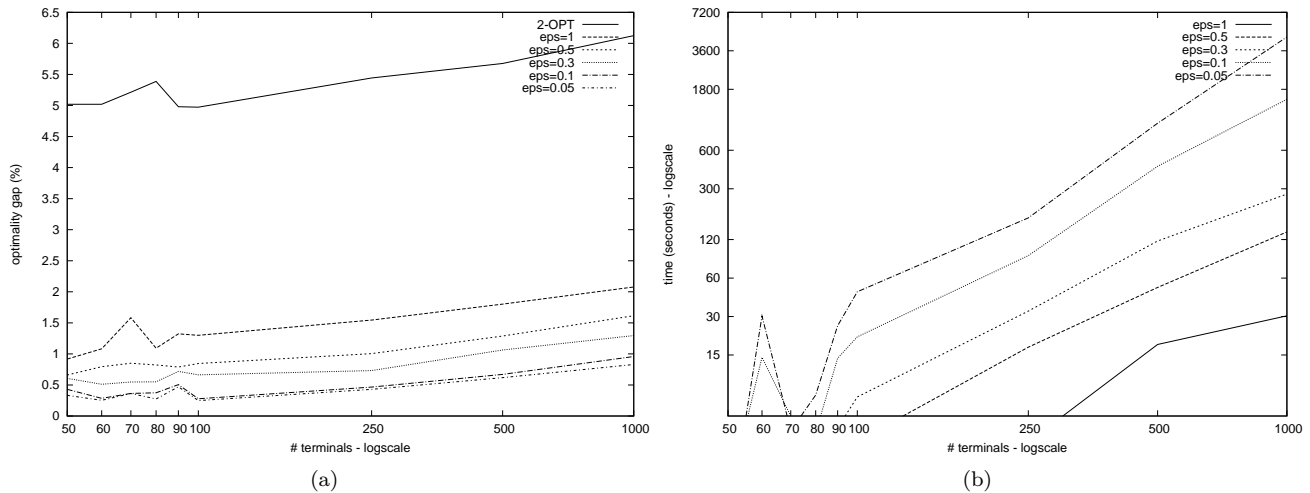 6.5
6
5.5
5
4.5
4
3.5
3
2.5
2
1.5
1
0.5
0
optimality gap (%)
50 60 70 80 90 100 250 500 1000
# terminals - logscale
2-OPT
eps=1
eps=0.5
eps=0.3
eps=0.1
eps=0.05
(a)
7200
3600
1800
600
300
120
60
30
15
time (seconds) - logscale
50 60 70 80 90 100 250 500 1000
# terminals - logscale
eps=1
eps=0.5
eps=0.3
eps=0.1
eps=0.05
(b)